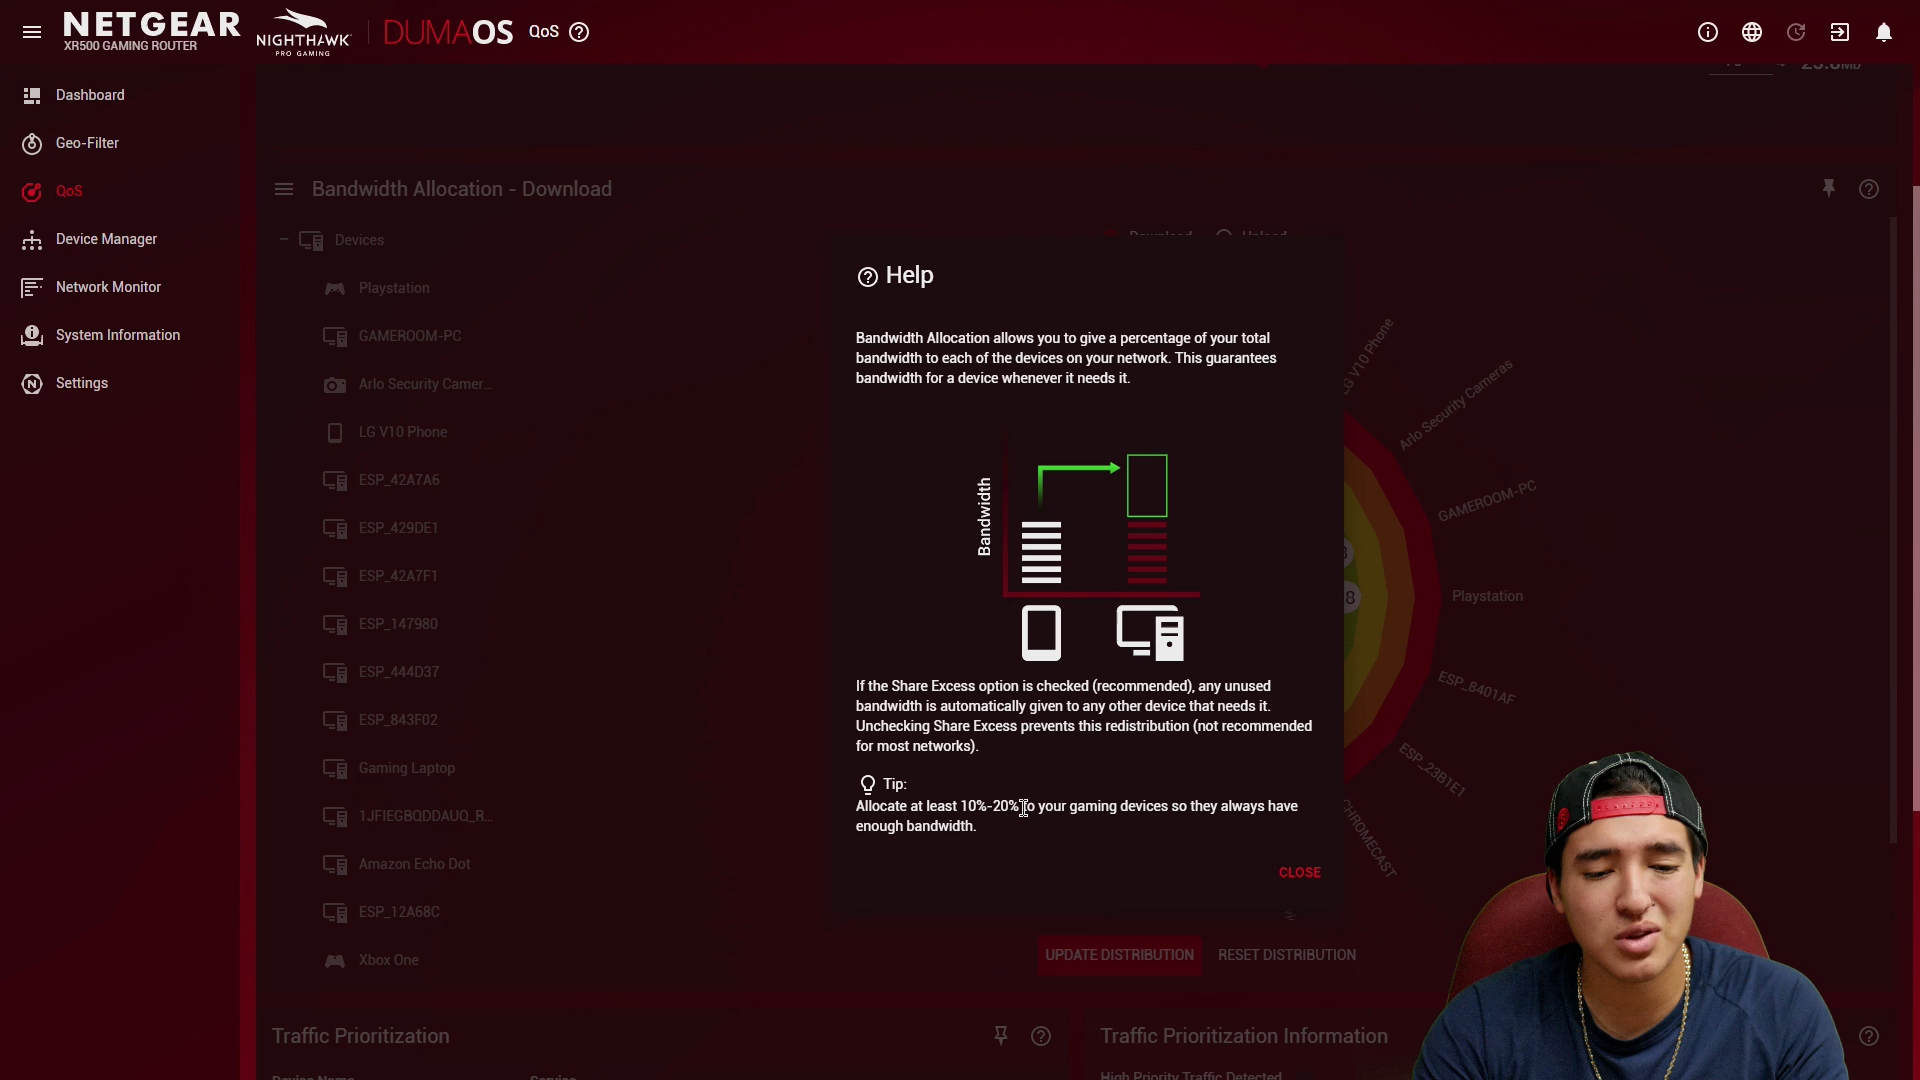 NETGEAR
XR500 GAMING ROUTER
NIGHTHAWK
PRO GAMING
DUMAOS
QoS
Dashboard
Geo-Filter
QoS
Device Manager
Network Monitor
System Information
Settings
Bandwidth Allocation - Download
Devices
Playstation
GAMEROOM-PC
Arlo Security Camer...
LG V10 Phone
ESP_42A7A6
ESP_429DE1
ESP_42A7F1
ESP_147980
ESP_444D37
ESP_843F02
Gaming Laptop
1JFIEGBQDDAUQ_R...
Amazon Echo Dot
ESP_12A68C
Xbox One
Download Upload
Help
Bandwidth Allocation allows you to give a percentage of your total
bandwidth to each of the devices on your network. This guarantees
bandwidth for a device whenever it needs it.
Bandwidth
If the Share Excess option is checked (recommended), any unused
bandwidth is automatically given to any other device that needs it.
Unchecking Share Excess prevents this redistribution (not recommended
for most networks).
Tip:
Allocate at least 10%-20% to your gaming devices so they always have
enough bandwidth.
CLOSE
LG V10 Phone
Arlo Security Cameras
GAMEROOM-PC
Playstation
ESP_8401AF
ESP_23B1E1
CHROMECAST
8
UPDATE DISTRIBUTION
RESET DISTRIBUTION
Traffic Prioritization
Device Name
Service
Traffic Prioritization Information
High Priority Traffic Detected